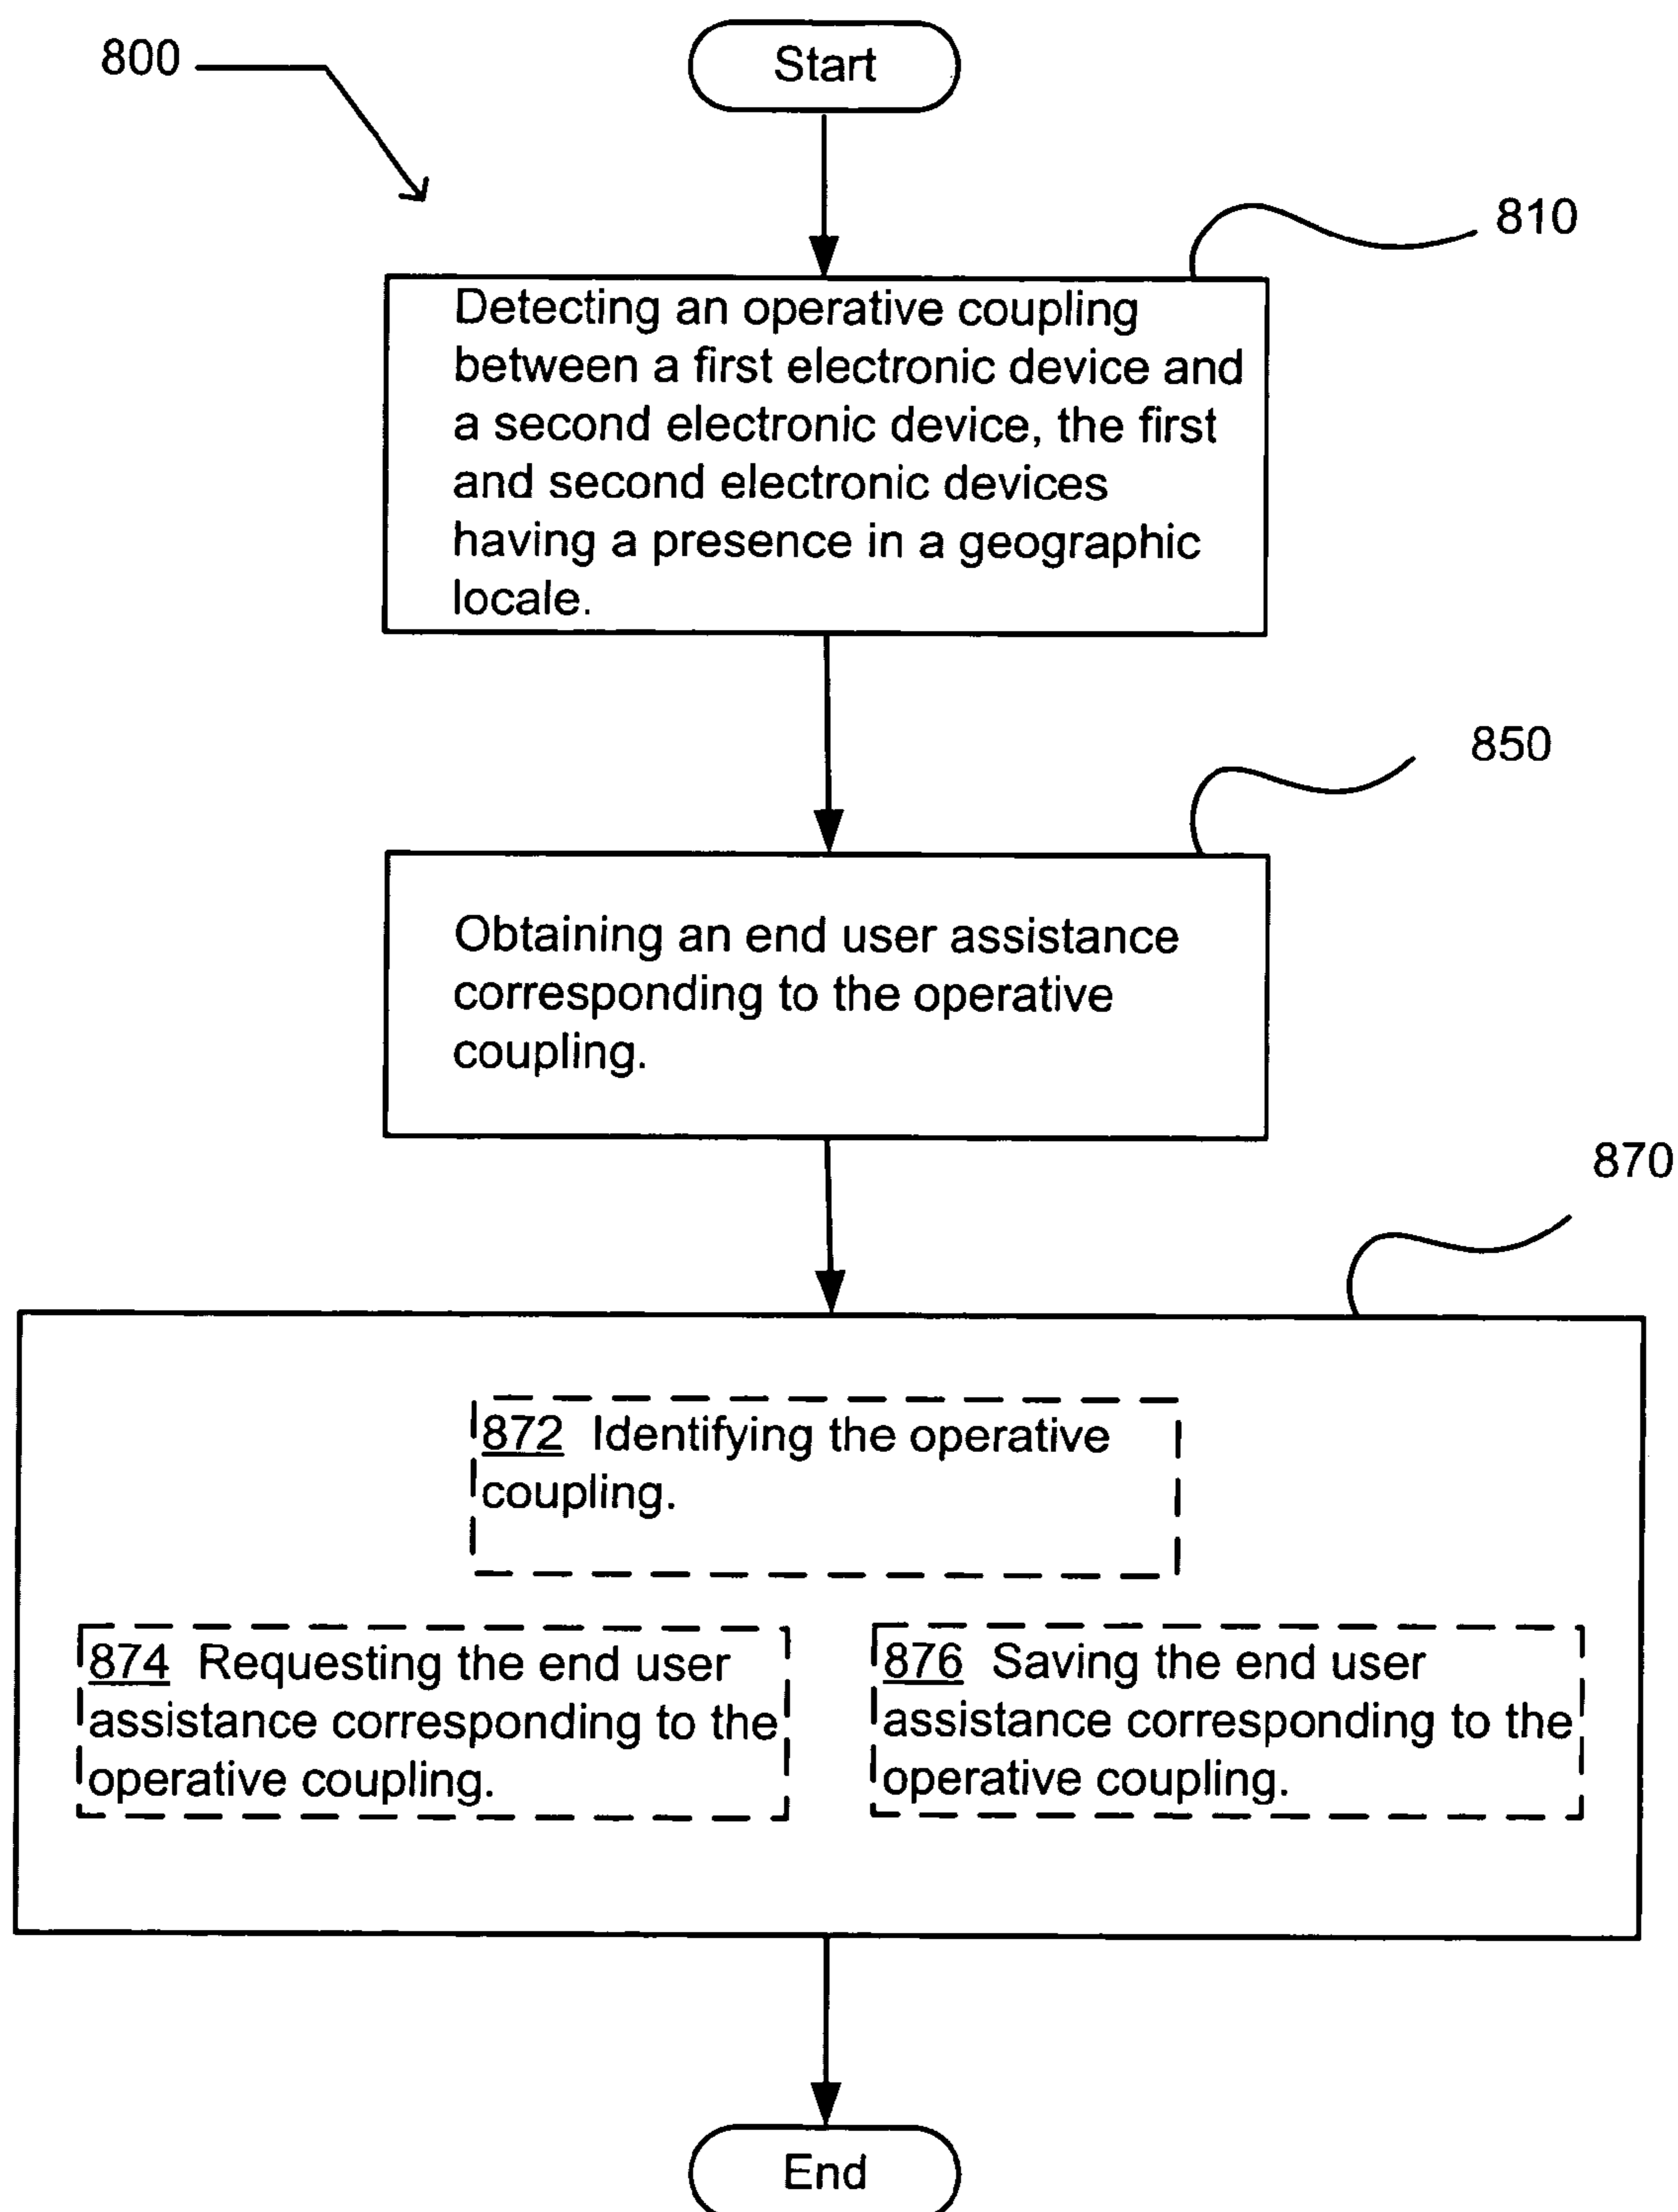 800
Start
810
Detecting an operative coupling
between a first electronic device and
a second electronic device, the first
and second electronic devices
having a presence in a geographic
locale.
850
Obtaining an end user assistance
corresponding to the operative
coupling.
870
872 Identifying the operative
coupling.
874 Requesting the end user
assistance corresponding to the
operative coupling.
876 Saving the end user
assistance corresponding to the
operative coupling.
End